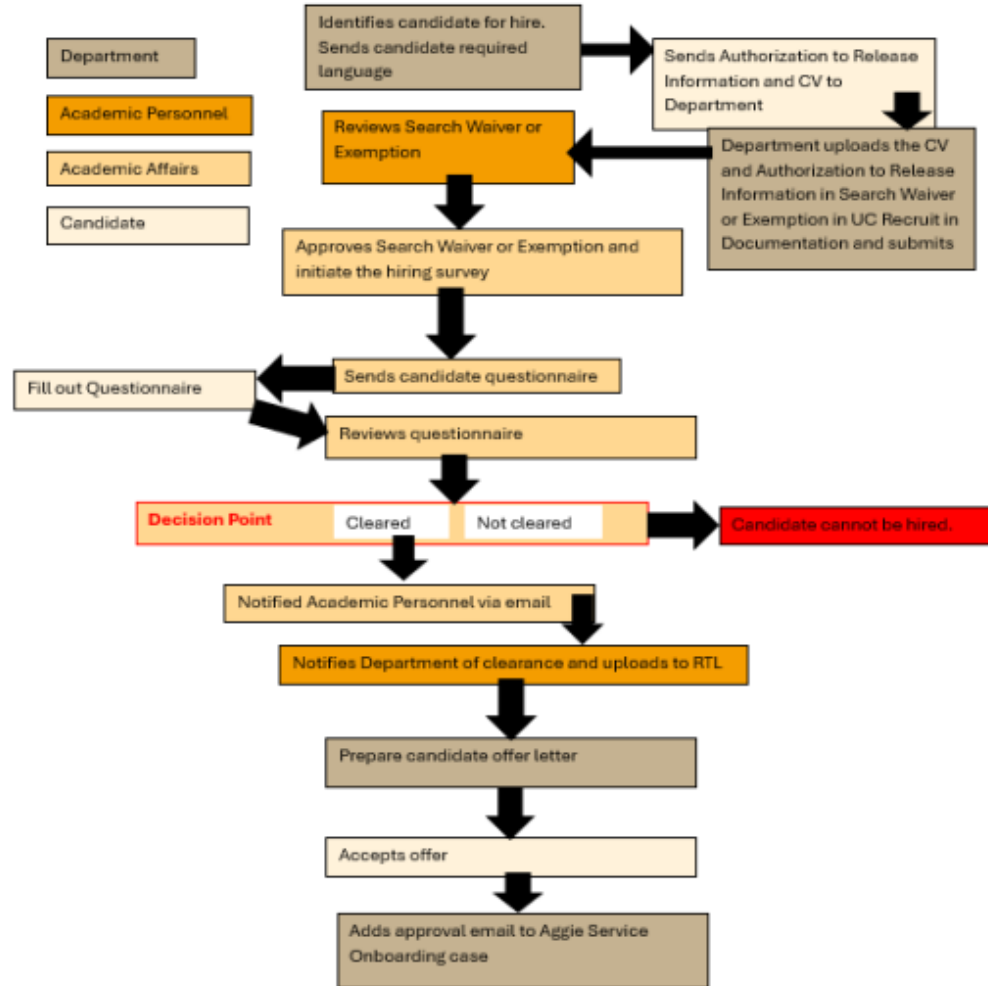 Department
Academic Personnel
Academic Affairs
Candidate
Identifies candidate for hire.
Sends candidate required
language
Sends Authorization to Release
Information and CV to
Department
Department uploads the CV
and Authorization to Release
Information in Search Waiver
or Exemption in UC Recruit in
Documentation and submits
Reviews Search Waiver or
Exemption
Approves Search Waiver or Exemption and
initiate the hiring survey
Sends candidate questionnaire
Fill out Questionnaire
Reviews questionnaire
Decision Point
Cleared
Not cleared
Candidate cannot be hired.
Notified Academic Personnel via email
Notifies Department of clearance and uploads to RTL
Prepare candidate offer letter
Accepts offer
Adds approval email to Aggie Service
Onboarding case